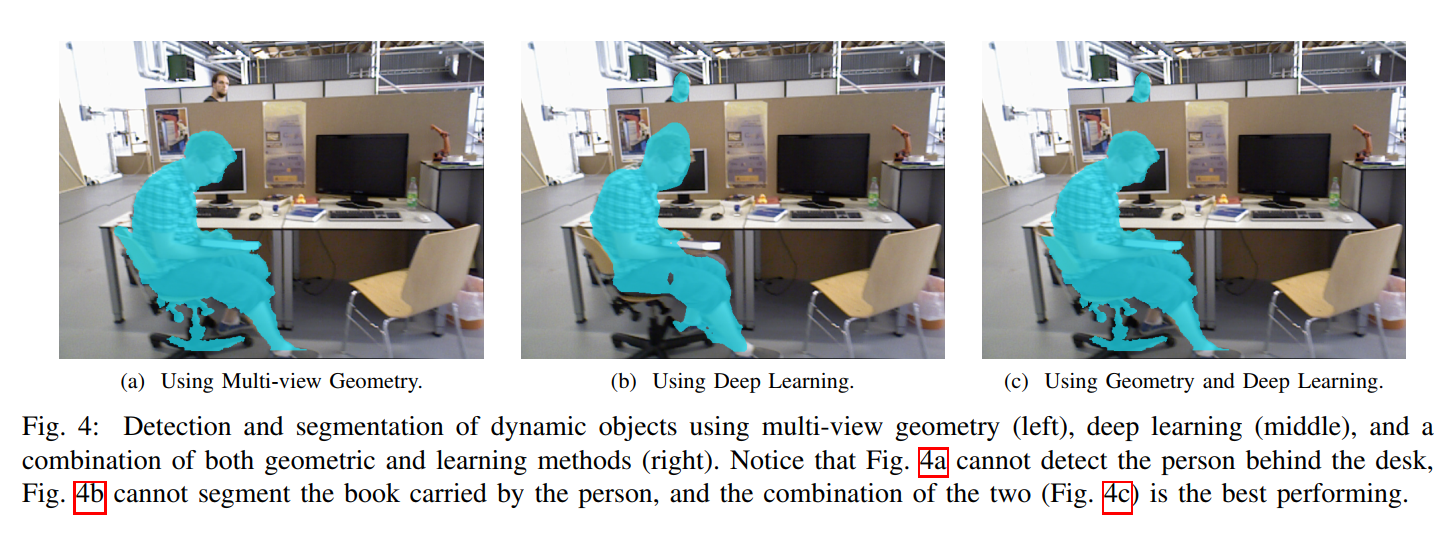 (a) Using Multi-view Geometry.
(b) Using Deep Learning.
(c) Using Geometry and Deep Learning.
Fig. 4: Detection and segmentation of dynamic objects using multi-view geometry (left), deep learning (middle), and a
combination of both geometric and learning methods (right). Notice that Fig. 4a cannot detect the person behind the desk,
Fig. 4b cannot segment the book carried by the person, and the combination of the two (Fig. 4c) is the best performing.